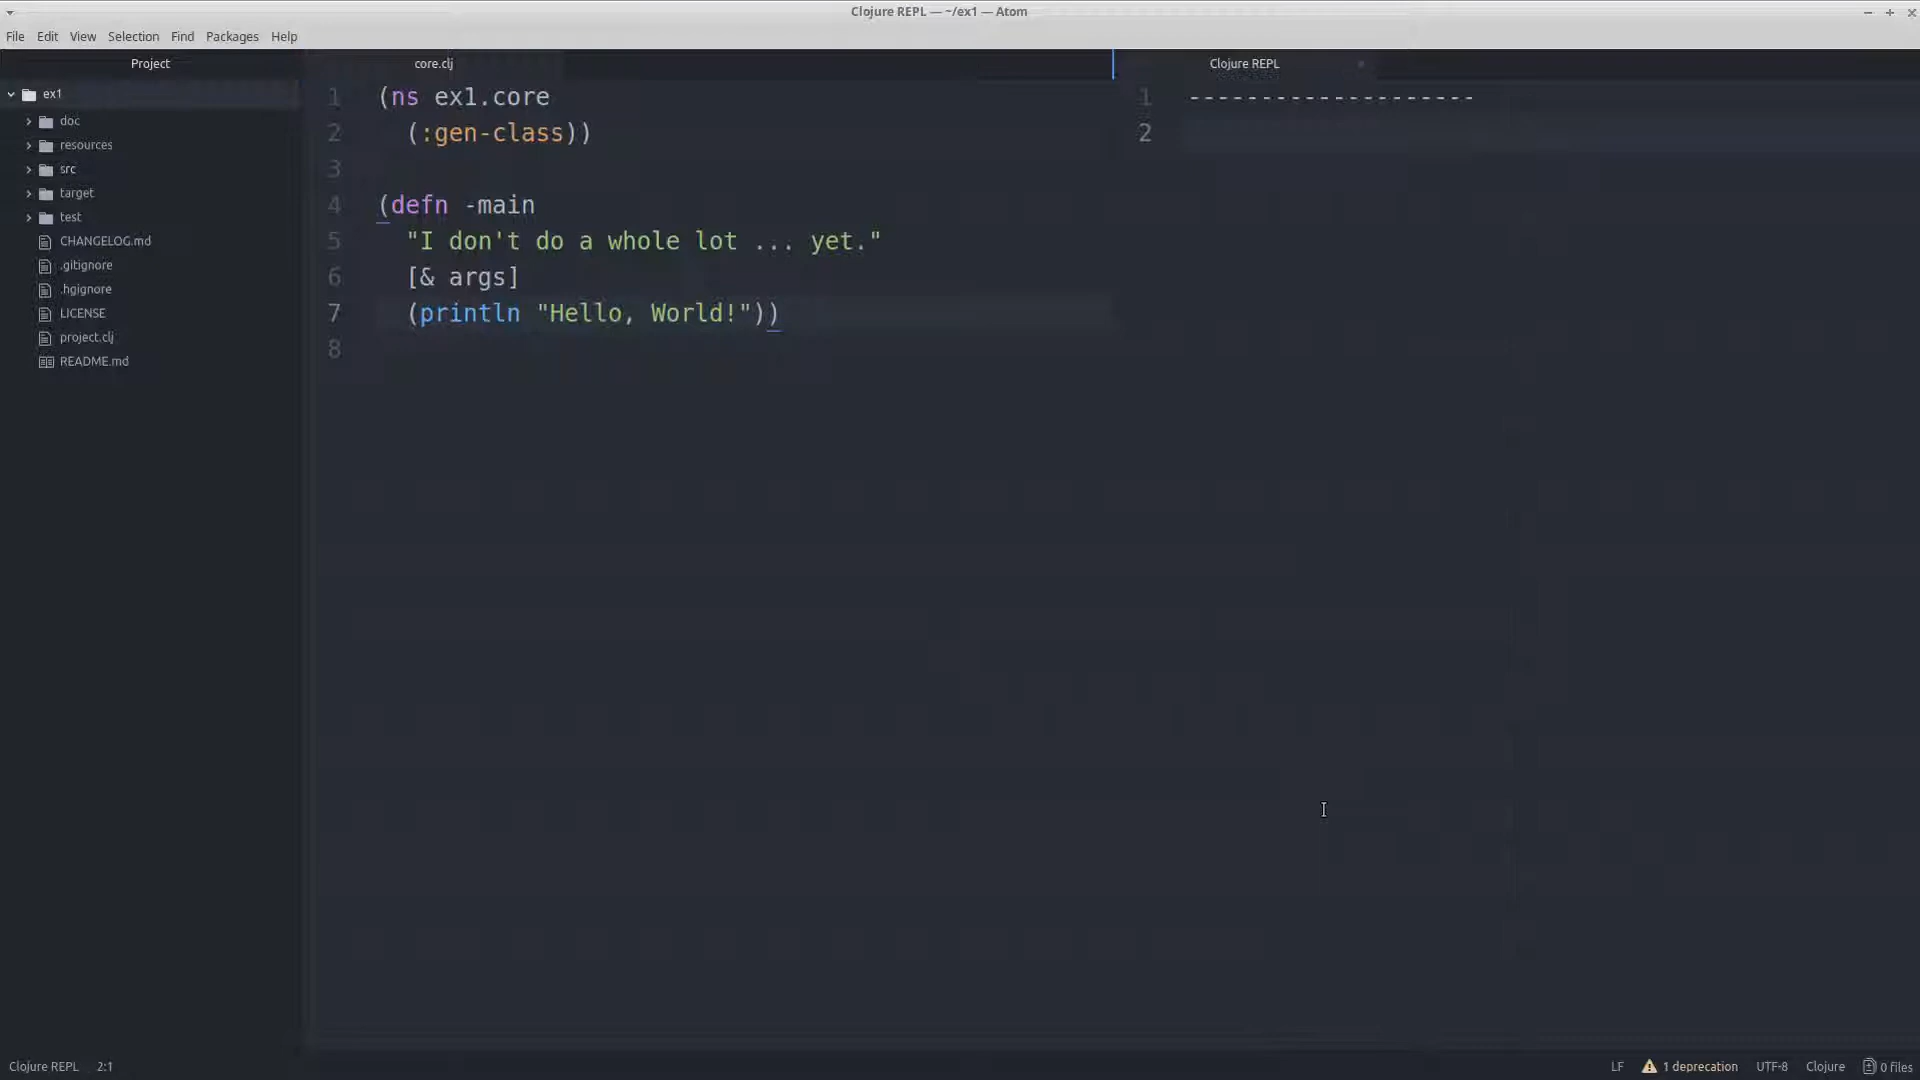 Clojure REPL — ~/ex1 — Atom
File Edit View Selection Find Packages Help
Project
ex1
doc
resources
src
target
test
CHANGELOG.md
.gitignore
.hgignore
LICENSE
project.clj
README.md
core.clj
1 (ns ex1.core
2 (:gen-class))
3
4 (defn -main
5 "I don't do a whole lot ... yet."
6 [& args]
7 (println "Hello, World!"))
8
Clojure REPL
1 --------------------
2
Clojure REPL 2:1
LF 1 deprecation UTF-8 Clojure 0 files